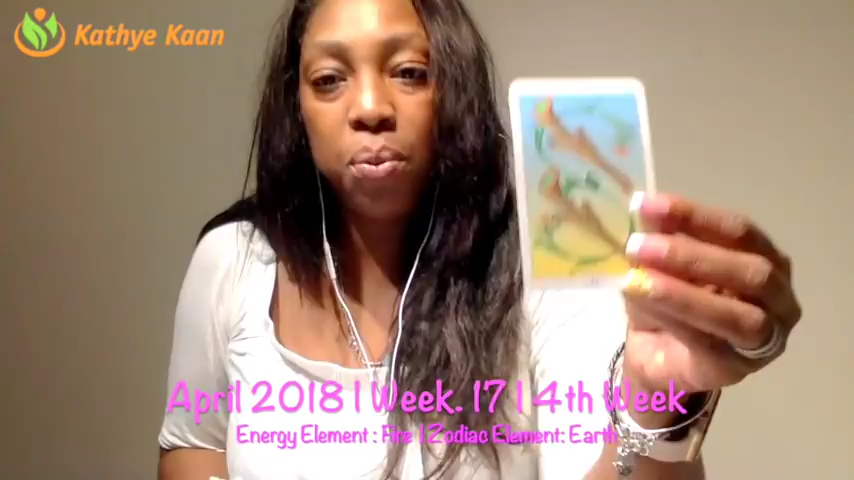 Kathye Kaan
April 2018 | Week. 17 | 4th Week
Energy Element : Fire | Zodiac Element: Earth